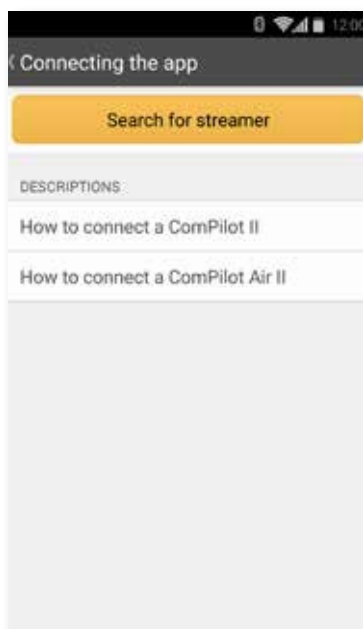 12:00
Connecting the app
Search for streamer
DESCRIPTIONS
How to connect a ComPilot II
How to connect a ComPilot Air II